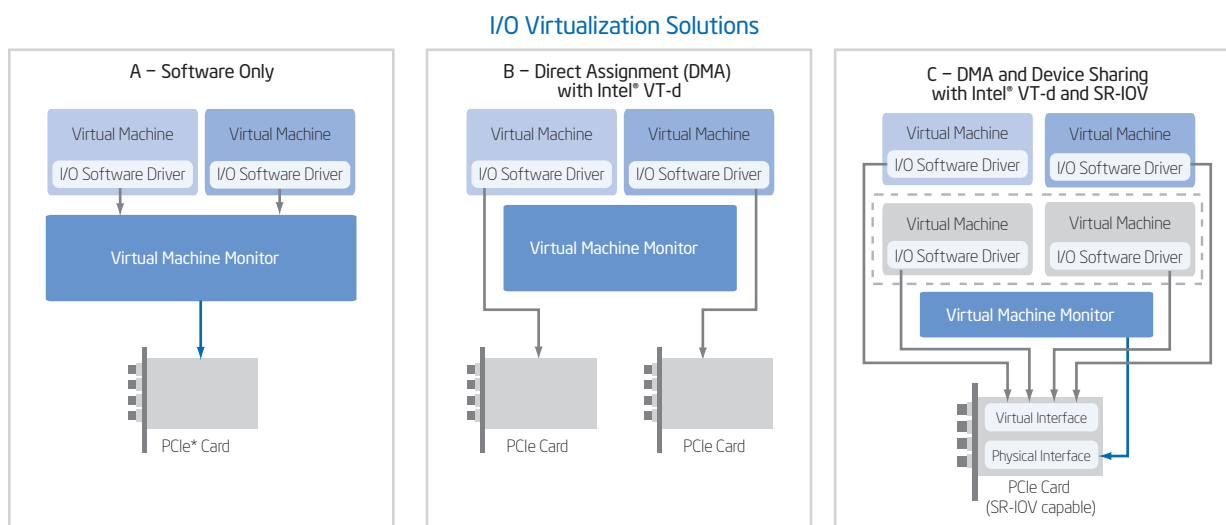 I/O Virtualization Solutions
A – Software Only
Virtual Machine
I/O Software Driver
Virtual Machine
I/O Software Driver
Virtual Machine Monitor
PCIe* Card
B – Direct Assignment (DMA)
with Intel® VT-d
Virtual Machine
I/O Software Driver
Virtual Machine
I/O Software Driver
Virtual Machine Monitor
PCIe Card
PCIe Card
C – DMA and Device Sharing
with Intel® VT-d and SR-IOV
Virtual Machine
I/O Software Driver
Virtual Machine
I/O Software Driver
Virtual Machine
I/O Software Driver
Virtual Machine
I/O Software Driver
Virtual Machine Monitor
Virtual Interface
Physical Interface
PCIe Card
(SR-IOV capable)